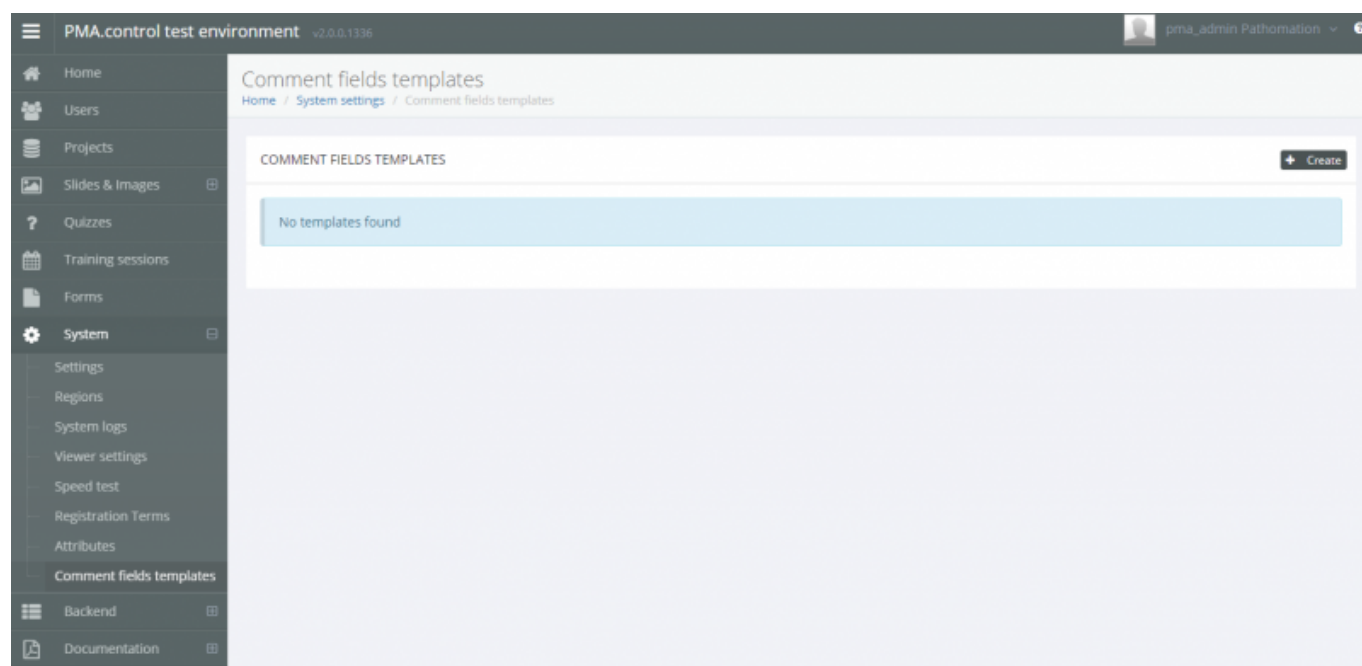 PMA.control test environment v2.0.0.1336
pma_admin Pathomation
Home
Users
Projects
Slides & Images
Quizzes
Training sessions
Forms
System
Settings
Regions
System logs
Viewer settings
Speed test
Registration Terms
Attributes
Comment fields templates
Backend
Documentation
Comment fields templates
Home / System settings / Comment fields templates
COMMENT FIELDS TEMPLATES
+ Create
No templates found